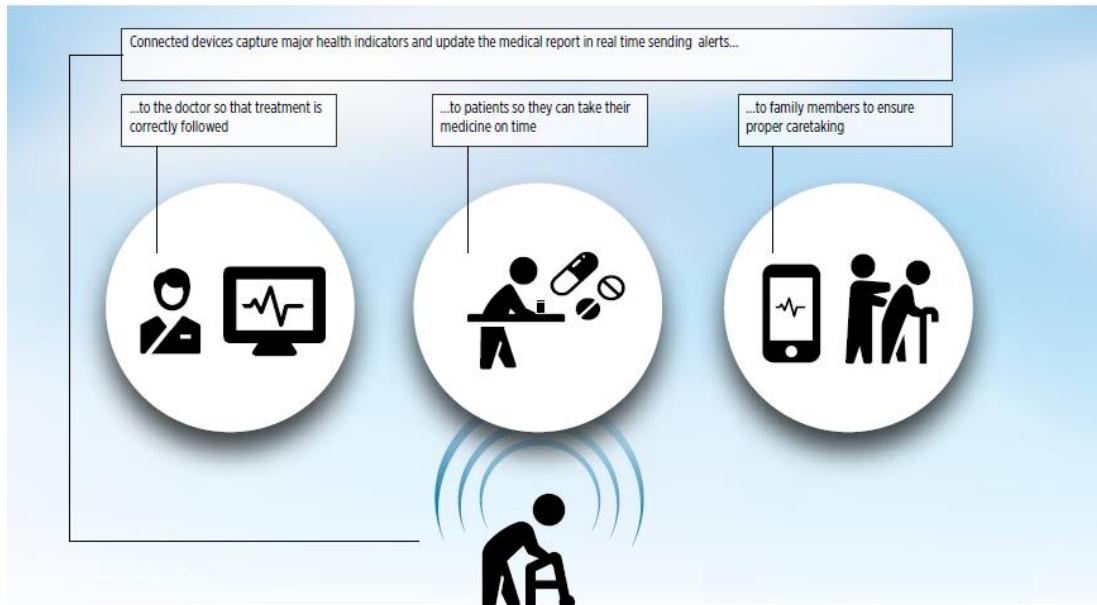 Connected devices capture major health indicators and update the medical report in real time sending alerts...
...to the doctor so that treatment is
correctly followed
...to patients so they can take their
medicine on time
...to family members to ensure
proper caretaking